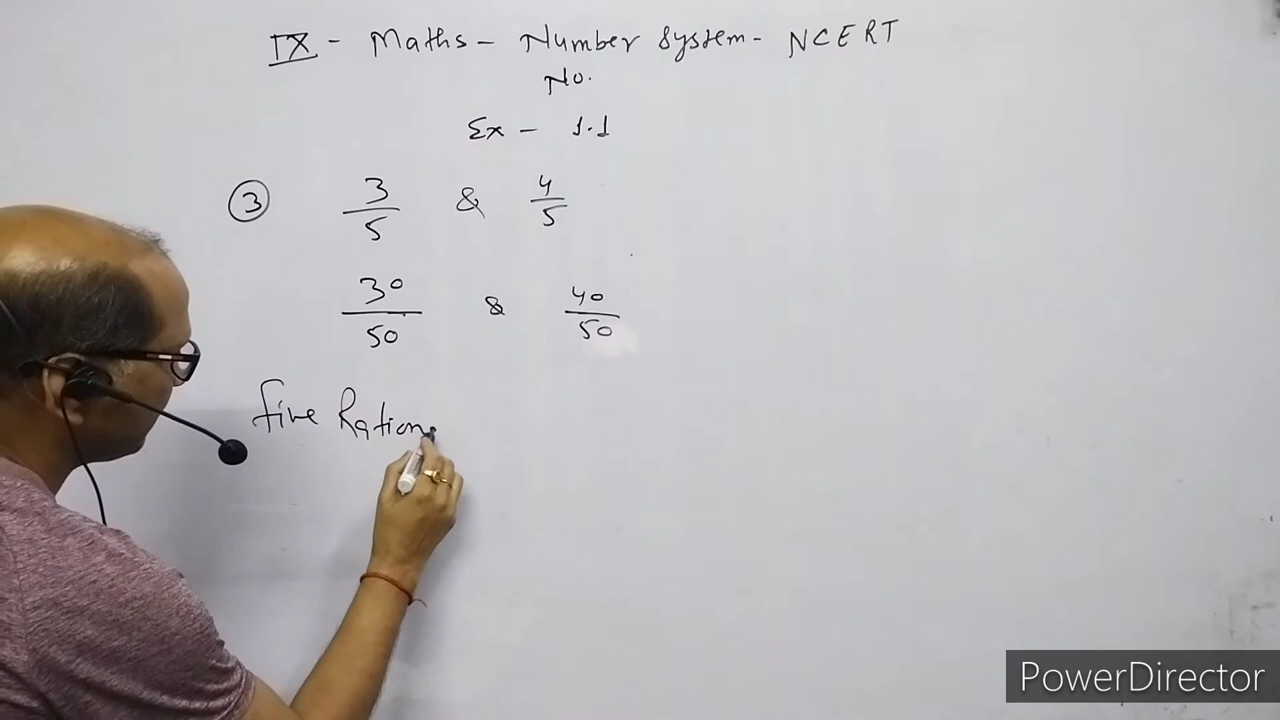 IX - Maths - Number System - NCERT
No.
Ex - 1.1
3 3/5 & 4/5
30/50 & 40/50
five Ration
PowerDirector